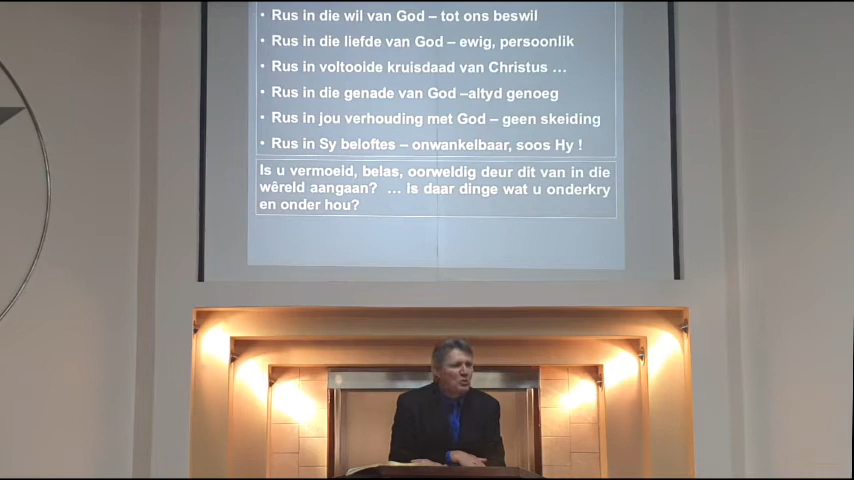 • Rus in die wil van God – tot ons beswil
• Rus in die liefde van God – ewig, persoonlik
• Rus in voltooide kruisdaad van Christus ...
• Rus in die genade van God –altyd genoeg
• Rus in jou verhouding met God – geen skeiding
• Rus in Sy beloftes – onwankelbaar, soos Hy !
Is u vermoeid, belas, oorweldig deur dit van in die
wêreld aangaan? ... is daar dinge wat u onderkry
en onder hou?